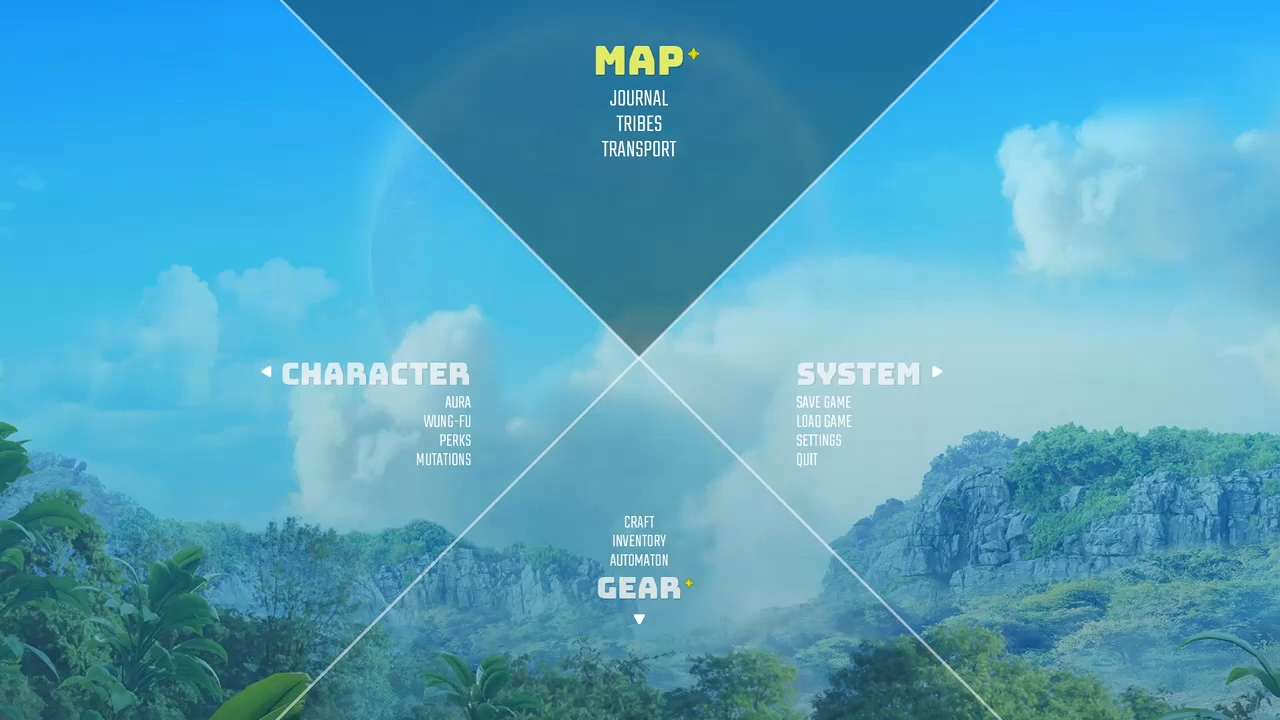 MAP
JOURNAL
TRIBES
TRANSPORT
CHARACTER
AURA
WUNG-FU
PERKS
MUTATIONS
SYSTEM
SAVE GAME
LOAD GAME
SETTINGS
QUIT
CRAFT
INVENTORY
AUTOMATON
GEAR